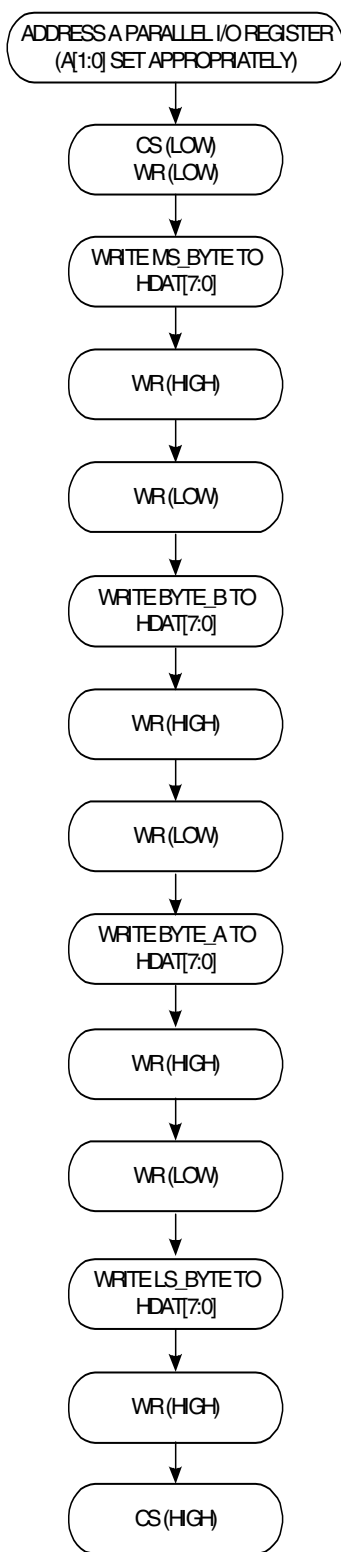 ADDRESS A PARALLEL I/O REGISTER
(A[1:0] SET APPROPRIATELY)
CS (LOW)
WR (LOW)
WRITE MS_BYTE TO
HDAT[7:0]
WR (HIGH)
WR (LOW)
WRITE BYTE_B TO
HDAT[7:0]
WR (HIGH)
WR (LOW)
WRITE BYTE_A TO
HDAT[7:0]
WR (HIGH)
WR (LOW)
WRITE LS_BYTE TO
HDAT[7:0]
WR (HIGH)
CS (HIGH)